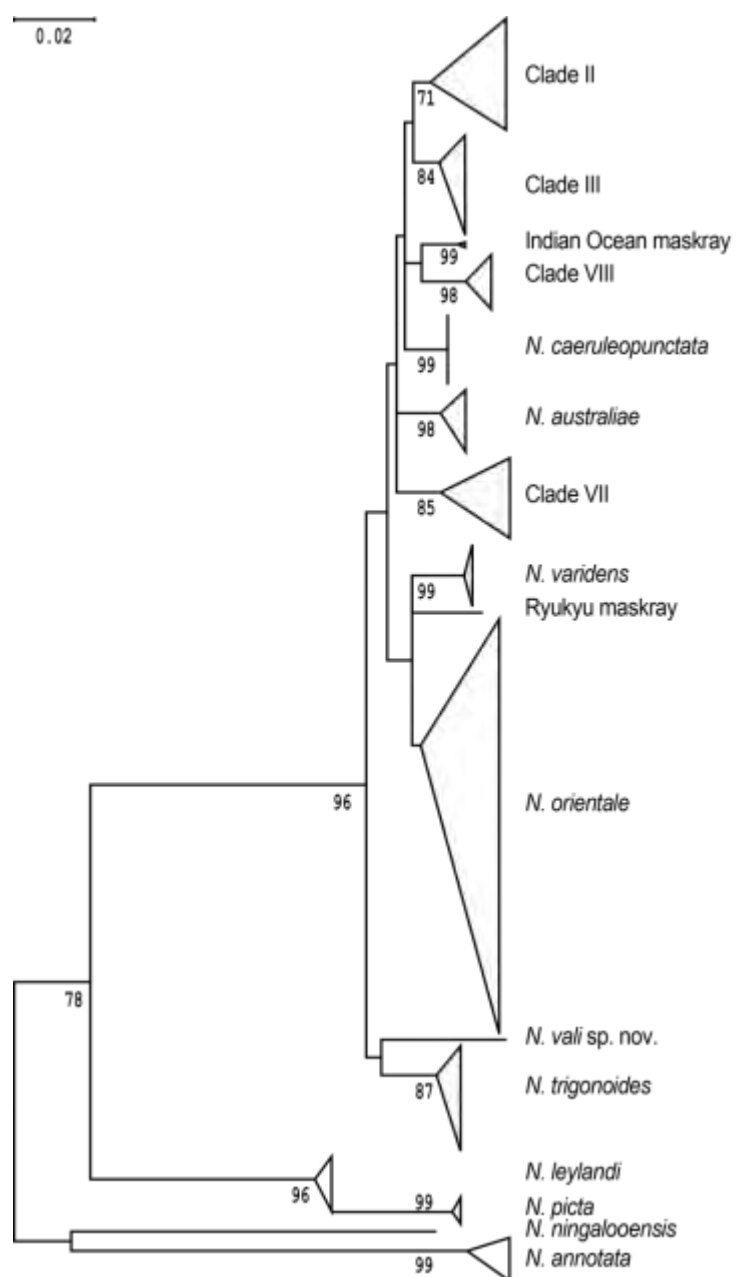 0.02
Clade II
71
Clade III
84
Indian Ocean maskray
99
Clade VIII
98
N. caeruleopunctata
99
N. australiae
98
Clade VII
85
N. varidens
99
Ryukyu maskray
N. orientale
96
78
N. vali sp. nov.
N. trigonoides
87
N. leylandi
96
N. picta
99
N. ningalooensis
N. annotata
99